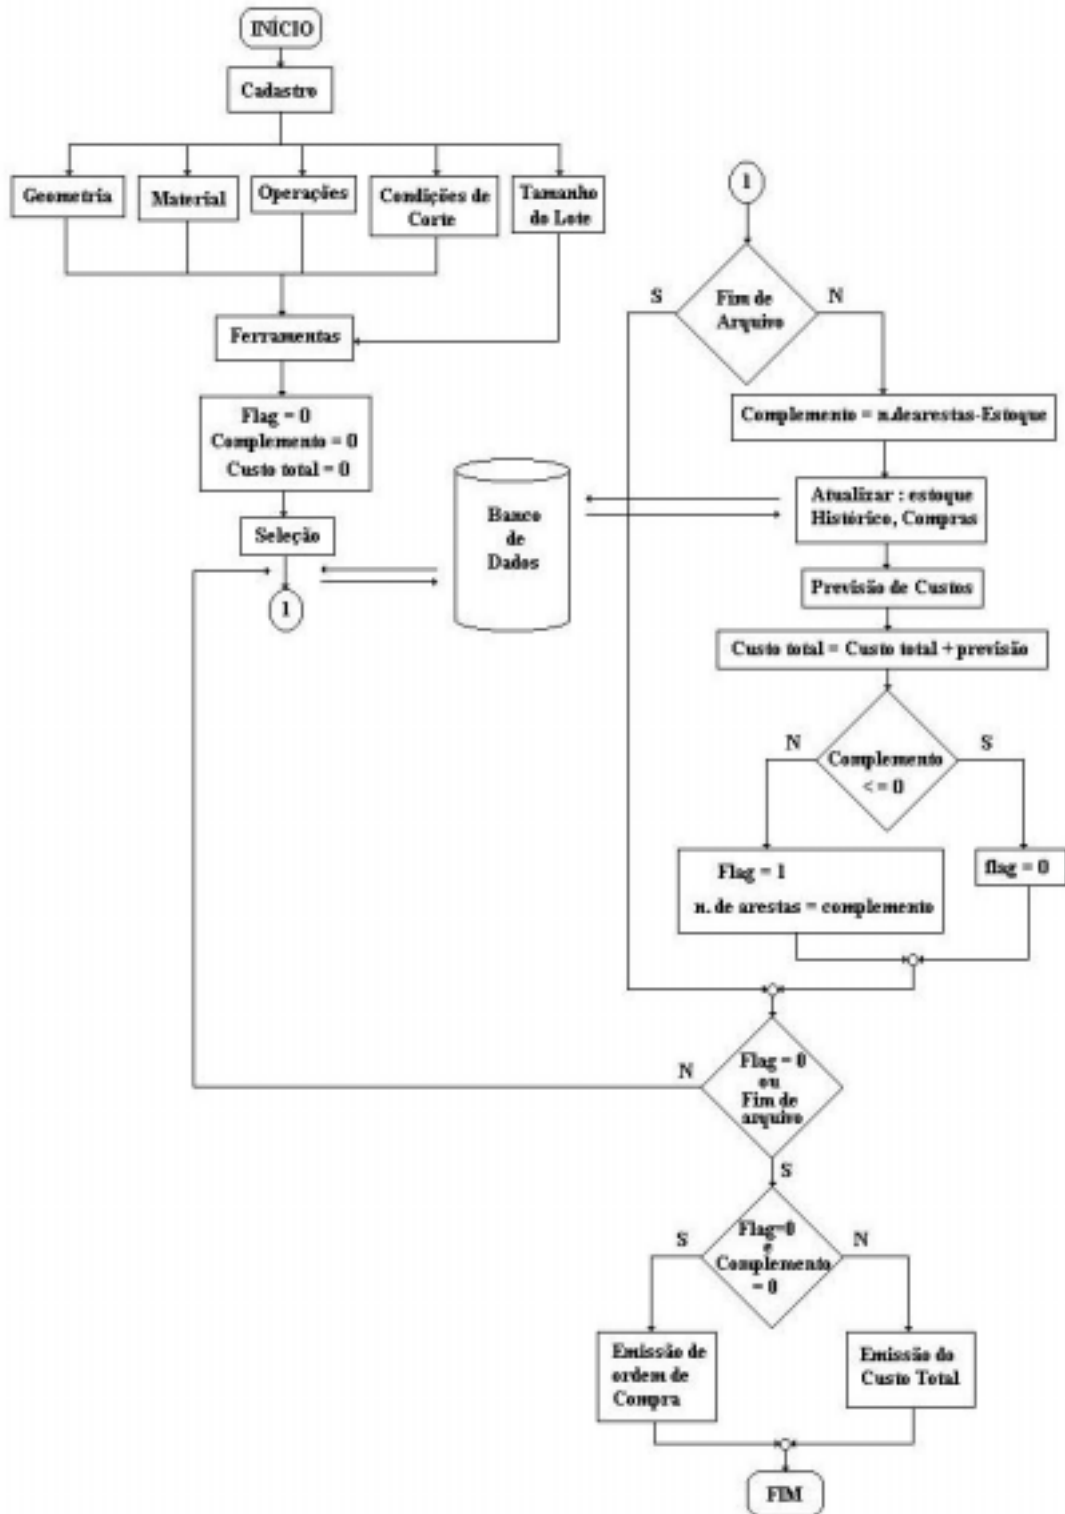 INÍCIO
Cadastro
Geometria
Material
Operações
Condições de
Corte
Tamanho
do Lote
Ferramentas
Flag = 0
Complemento = 0
Custo total = 0
Seleção
1
Banco
de
Dados
1
Fim de
Arquivo
S
N
Complemento = n.dearestas-Estoque
Atualizar : estoque
Histórico, Compras
Previsão de Custos
Custo total = Custo total + previsão
Complemento
< = 0
N
S
Flag = 1
n. de arestas = complemento
flag = 0
Flag = 0
ou
Fim de
arquivo
N
S
Flag=0
e
Complemento
= 0
S
N
Emissão de
ordem de
Compra
Emissão do
Custo Total
FIM